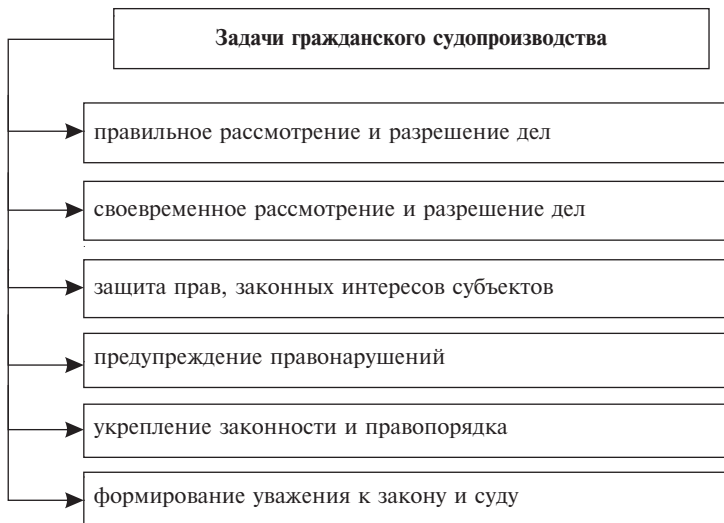 Задачи гражданского судопроизводства
правильное рассмотрение и разрешение дел
своевременное рассмотрение и разрешение дел
защита прав, законных интересов субъектов
предупреждение правонарушений
укрепление законности и правопорядка
формирование уважения к закону и суду